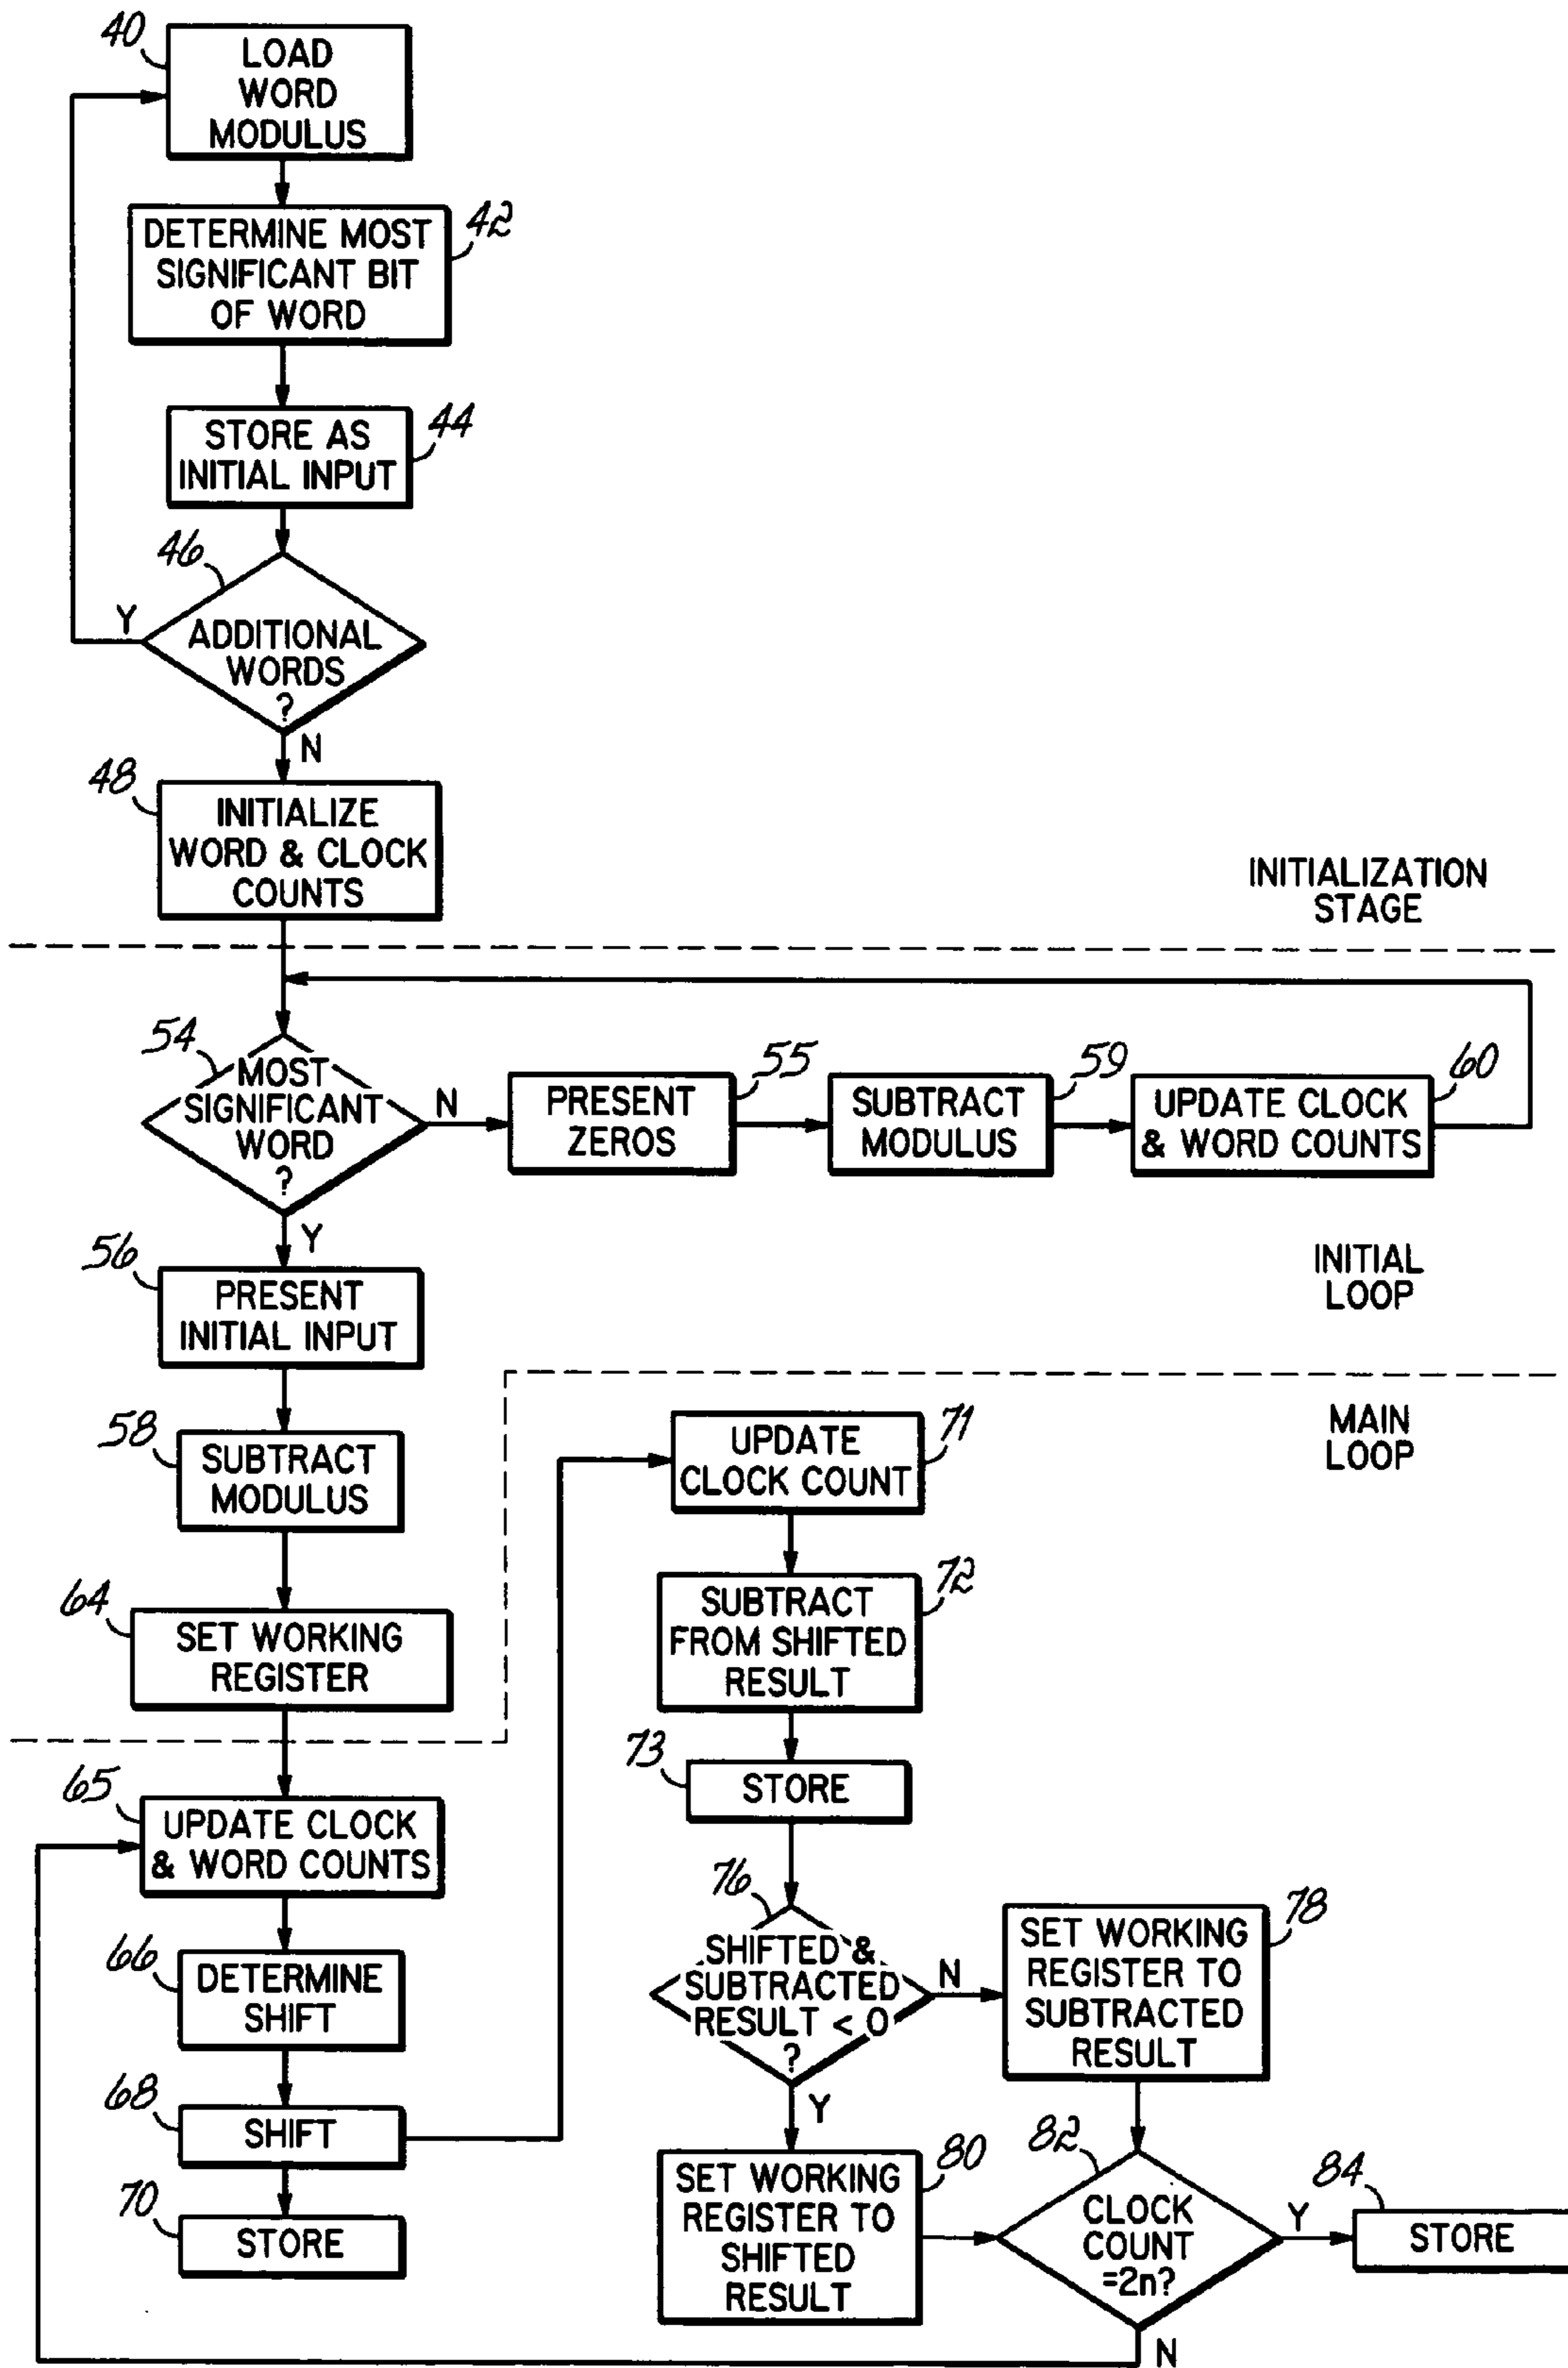 40
LOAD
WORD
MODULUS
42
DETERMINE MOST
SIGNIFICANT BIT
OF WORD
44
STORE AS
INITIAL INPUT
46
Y
ADDITIONAL
WORDS
?
N
48
INITIALIZE
WORD & CLOCK
COUNTS
INITIALIZATION
STAGE
54
MOST
SIGNIFICANT
WORD
?
N
55
PRESENT
ZEROS
59
SUBTRACT
MODULUS
60
UPDATE CLOCK
& WORD COUNTS
Y
56
PRESENT
INITIAL INPUT
INITIAL
LOOP
58
SUBTRACT
MODULUS
64
SET WORKING
REGISTER
MAIN
LOOP
65
UPDATE CLOCK
& WORD COUNTS
66
DETERMINE
SHIFT
68
SHIFT
70
STORE
71
UPDATE
CLOCK COUNT
72
SUBTRACT
FROM SHIFTED
RESULT
73
STORE
76
SHIFTED &
SUBTRACTED
RESULT < 0
?
N
78
SET WORKING
REGISTER TO
SUBTRACTED
RESULT
Y
80
SET WORKING
REGISTER TO
SHIFTED
RESULT
82
CLOCK
COUNT
=2n?
Y
84
STORE
N